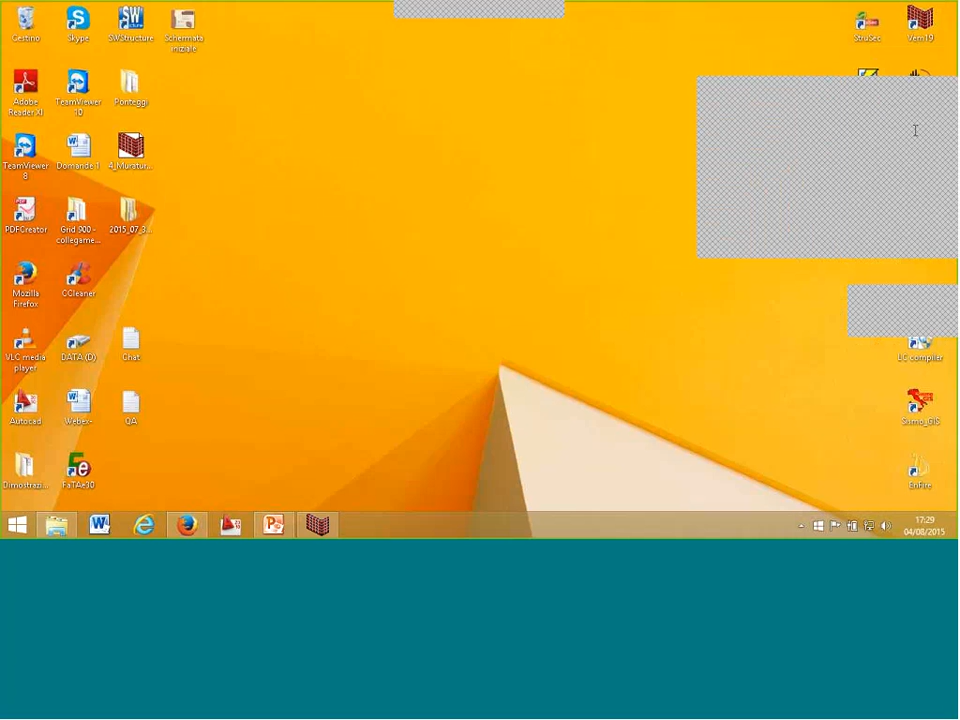 Cestino
Skype
SWStructure
Schermata
iniziale
StruSec
Vem19
Adobe
Reader XI
TeamViewer
10
Ponteggi
TeamViewer
8
Domande 1
4_Muratur...
PDFCreator
Grid 900 -
collegame...
2015_07_3...
Mozilla
Firefox
CCleaner
VLC media
player
DATA (D)
Chat
LC compiler
Autocad
Webex-
QA
Sismo_GIS
Dimostrazi...
FaTAe30
EnFire
17:29
04/08/2015